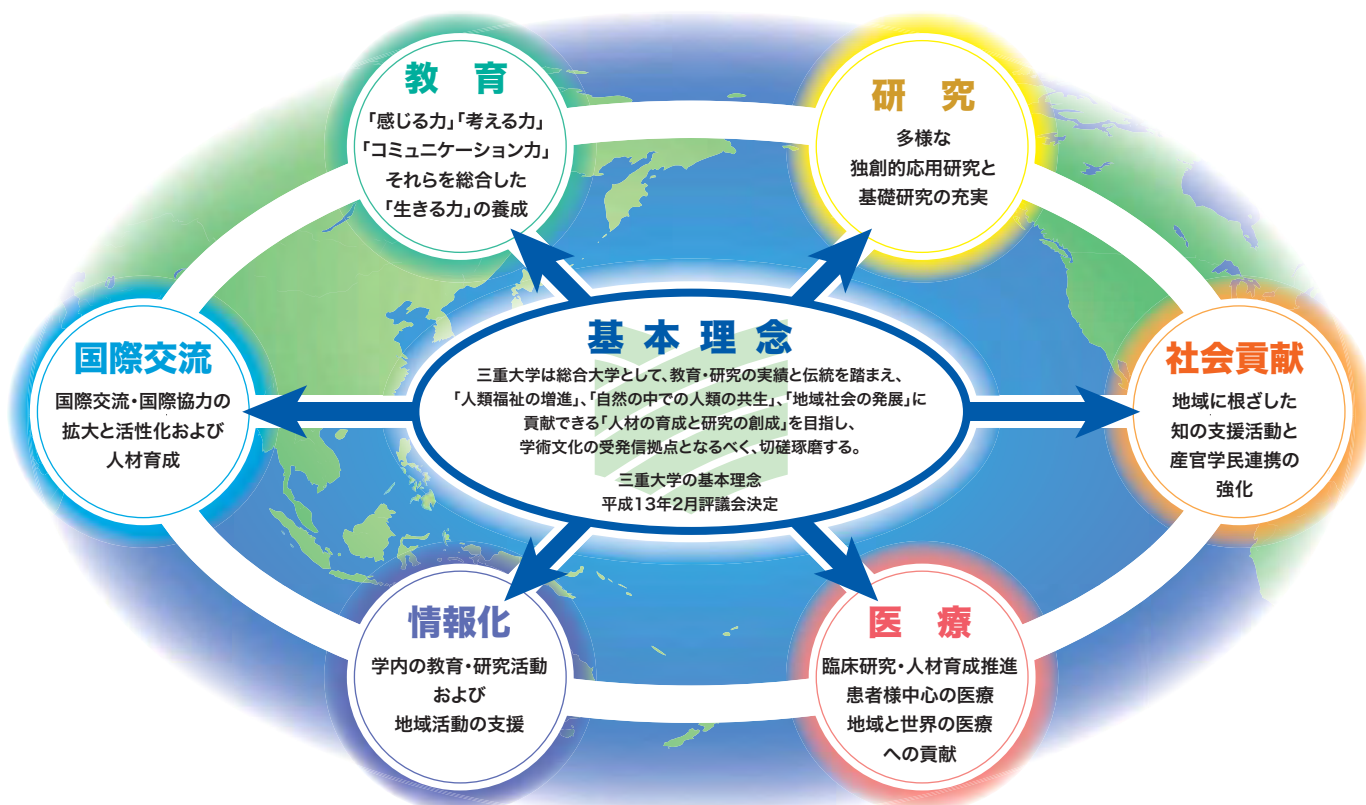 教 育
「感じる力」「考える力」
「コミュニケーション力」
それらを総合した
「生きる力」の養成
研 究
多様な
独創的応用研究と
基礎研究の充実
国際交流
国際交流・国際協力の
拡大と活性化および
人材育成
基本理念
三重大学は総合大学として、教育・研究の実績と伝統を踏まえ、
「人類福祉の増進」、「自然の中での人類の共生」、「地域社会の発展」に
貢献できる「人材の育成と研究の創成」を目指し、
学術文化の受発信拠点となるべく、切磋琢磨する。
三重大学の基本理念
平成13年2月評議会決定
社会貢献
地域に根ざした
知の支援活動と
産官学民連携の
強化
情報化
学内の教育・研究活動
および
地域活動の支援
医 療
臨床研究・人材育成推進
患者様中心の医療
地域と世界の医療
への貢献